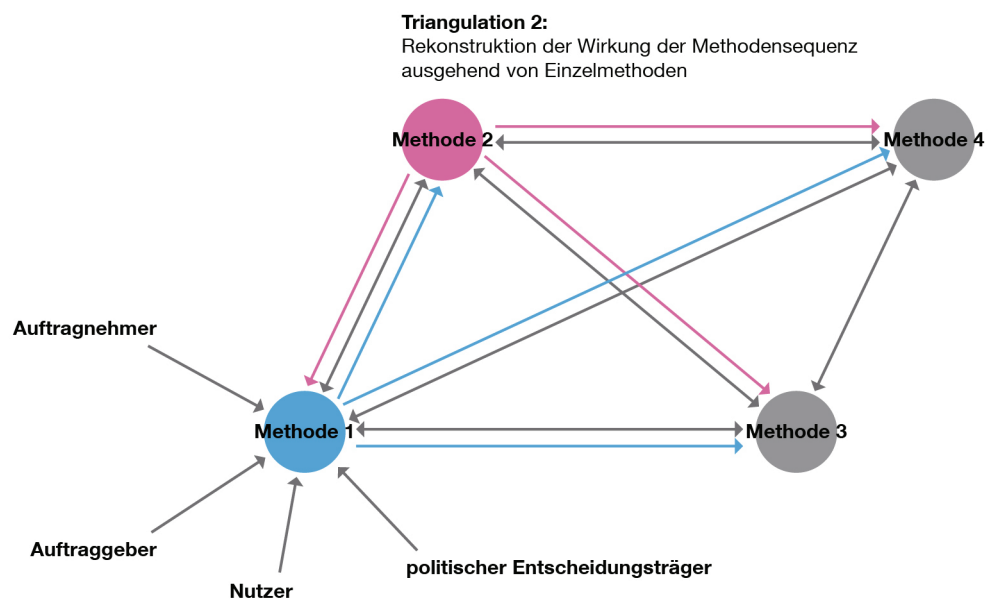 Triangulation 2:
Rekonstruktion der Wirkung der Methodensequenz
ausgehend von Einzelmethoden
Methode 2
Methode 4
Auftragnehmer
Methode 1
Methode 3
Auftraggeber
politischer Entscheidungsträger
Nutzer